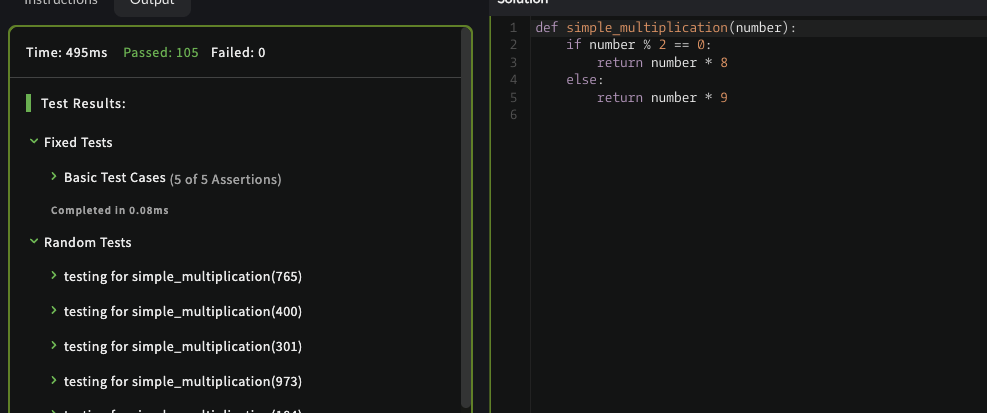 Instructions
Output
Time: 495ms Passed: 105 Failed: 0
Test Results:
Fixed Tests
Basic Test Cases (5 of 5 Assertions)
Completed in 0.08ms
Random Tests
testing for simple_multiplication(765)
testing for simple_multiplication(400)
testing for simple_multiplication(301)
testing for simple_multiplication(973)
Solution
1 def simple_multiplication(number):
2 if number % 2 == 0:
3 return number * 8
4 else:
5 return number * 9
6